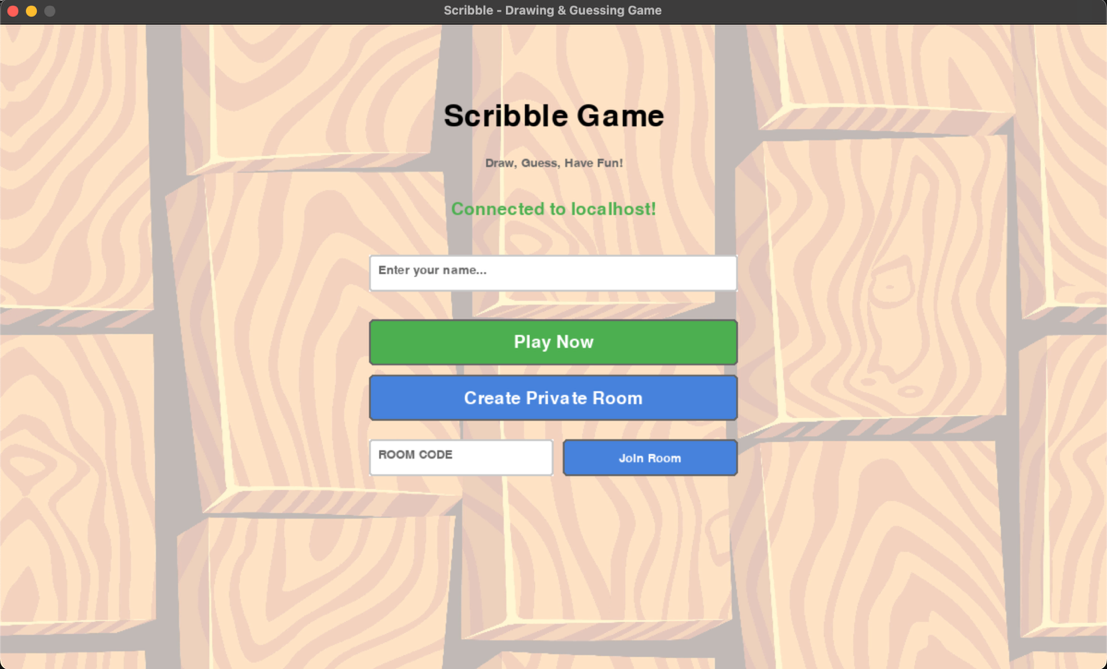 Scribble - Drawing & Guessing Game
Scribble Game
Draw, Guess, Have Fun!
Connected to localhost!
Enter your name...
Play Now
Create Private Room
ROOM CODE
Join Room